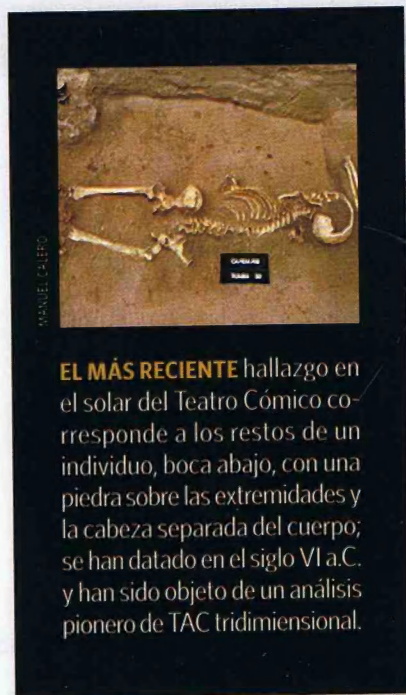 MANUEL CALERO
EL MÁS RECIENTE hallazgo en
el solar del Teatro Cómico co-
rresponde a los restos de un
individuo, boca abajo, con una
piedra sobre las extremidades y
la cabeza separada del cuerpo;
se han datado en el siglo VI a.C.
y han sido objeto de un análisis
pionero de TAC tridimiensional.